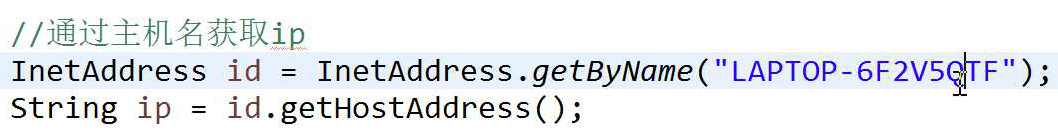 //通过主机名获取ip
InetAddress id = InetAddress.getByName("LAPTOP-6F2V5QTF");
String ip = id.getHostAddress();